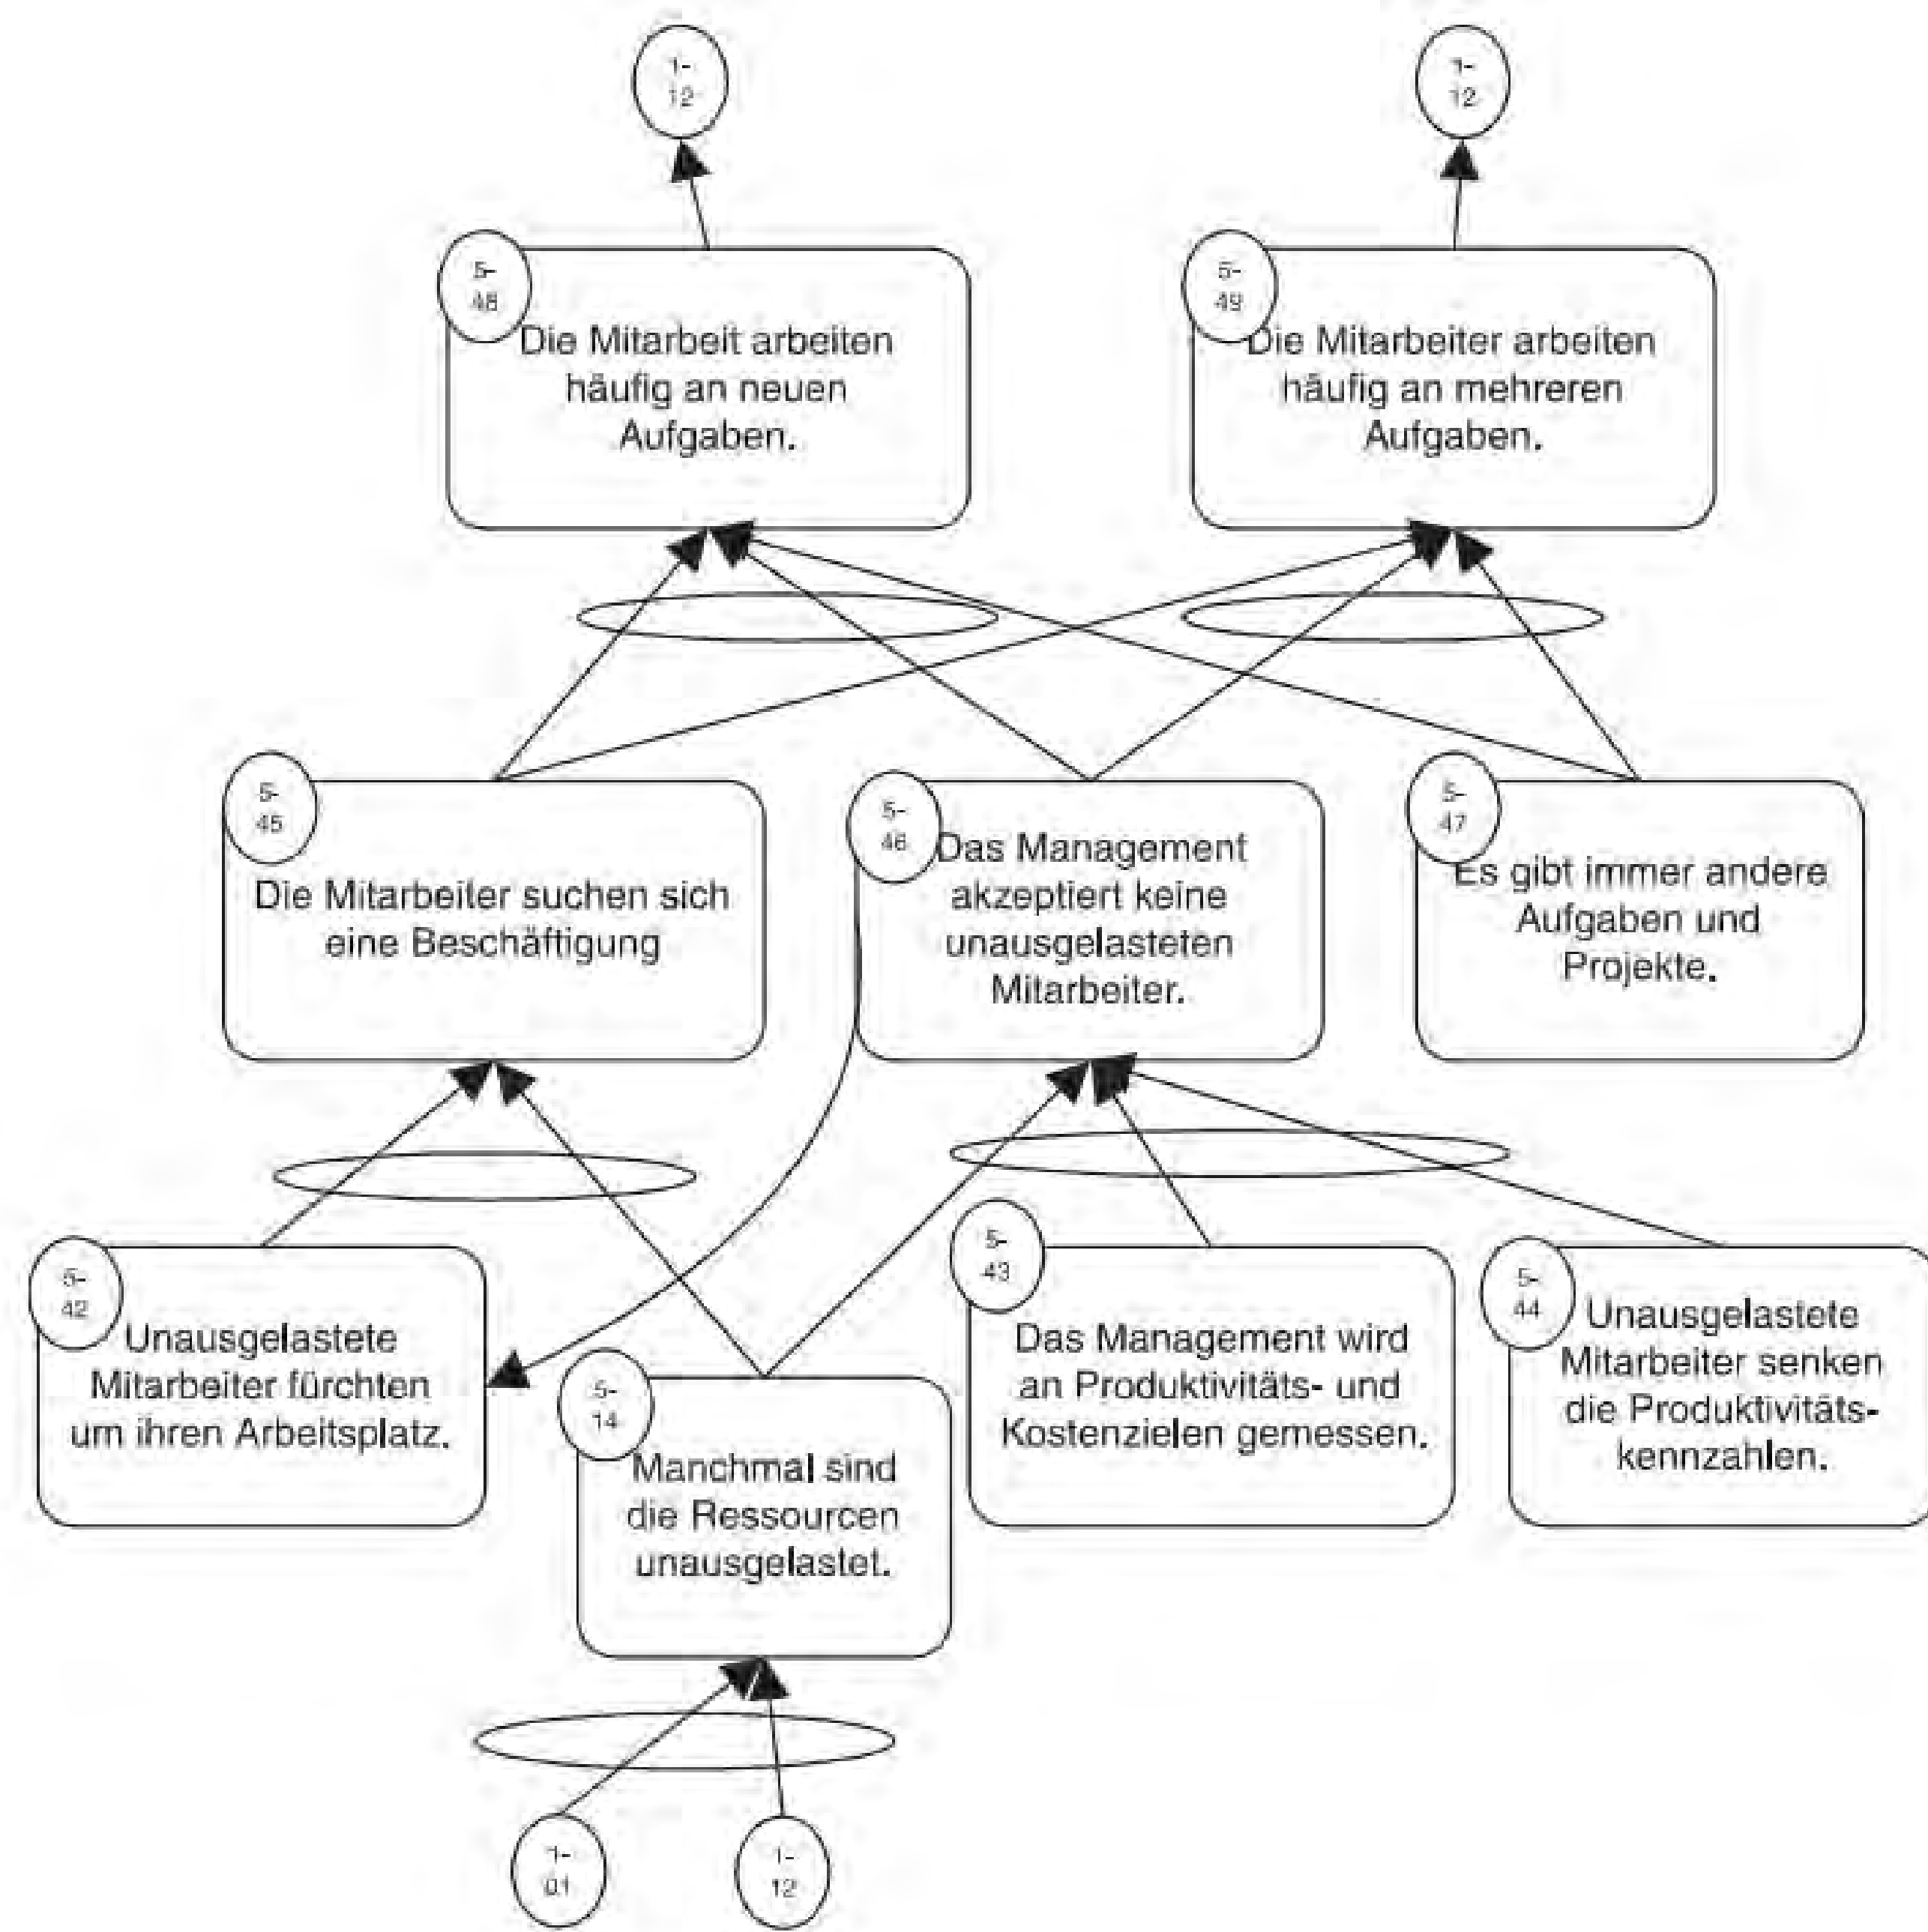 1-
12
1-
12
5-
48
Die Mitarbeit arbeiten
häufig an neuen
Aufgaben.
5-
49
Die Mitarbeiter arbeiten
häufig an mehreren
Aufgaben.
5-
45
Die Mitarbeiter suchen sich
eine Beschäftigung
5-
46
Das Management
akzeptiert keine
unausgelasteten
Mitarbeiter.
5-
47
Es gibt immer andere
Aufgaben und
Projekte.
5-
42
Unausgelastete
Mitarbeiter fürchten
um ihren Arbeitsplatz.
5-
14
Manchmal sind
die Ressourcen
unausgelastet.
5-
43
Das Management wird
an Produktivitäts- und
Kostenzielen gemessen.
5-
44
Unausgelastete
Mitarbeiter senken
die Produktivitäts-
kennzahlen.
1-
01
1-
12